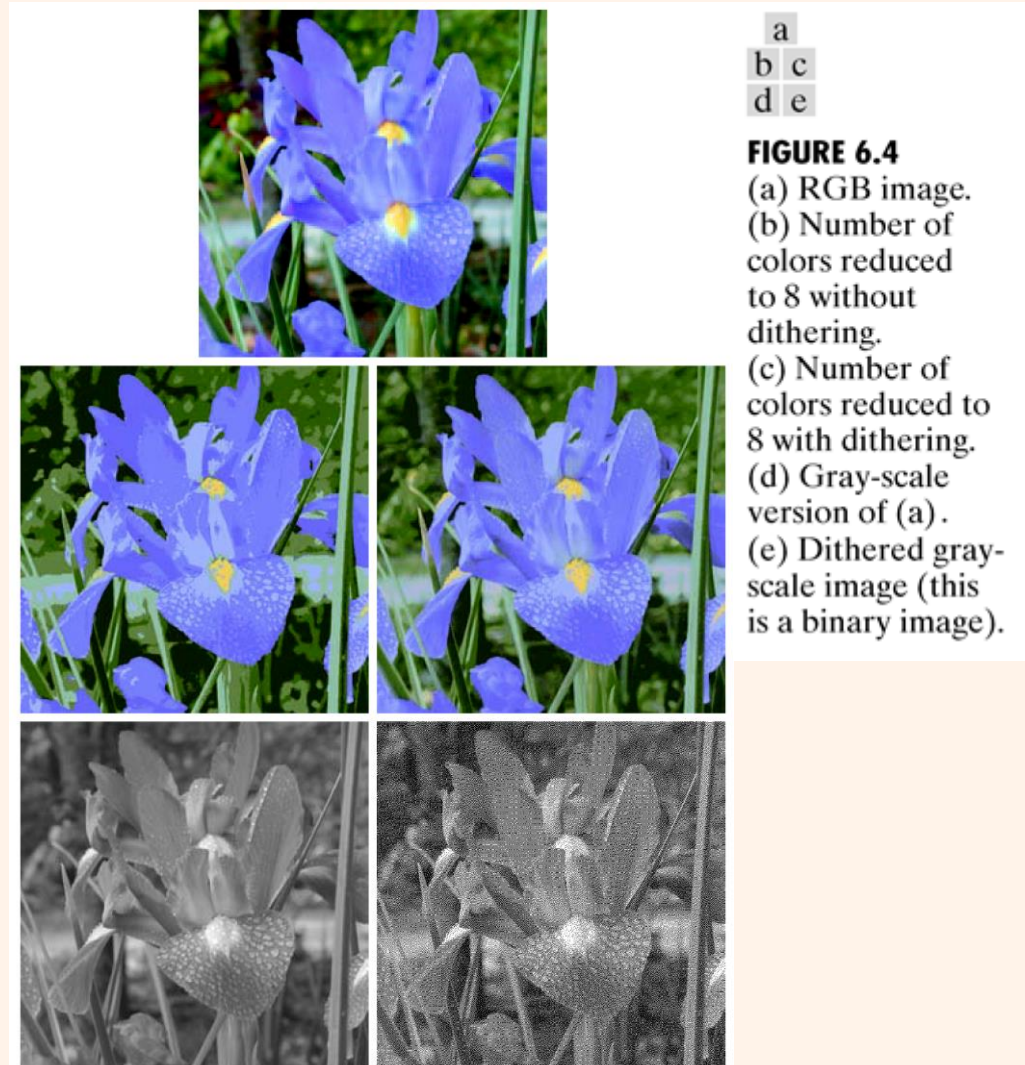 a
b c
d e
FIGURE 6.4
(a) RGB image.
(b) Number of
colors reduced
to 8 without
dithering.
(c) Number of
colors reduced to
8 with dithering.
(d) Gray-scale
version of (a).
(e) Dithered gray-
scale image (this
is a binary image).